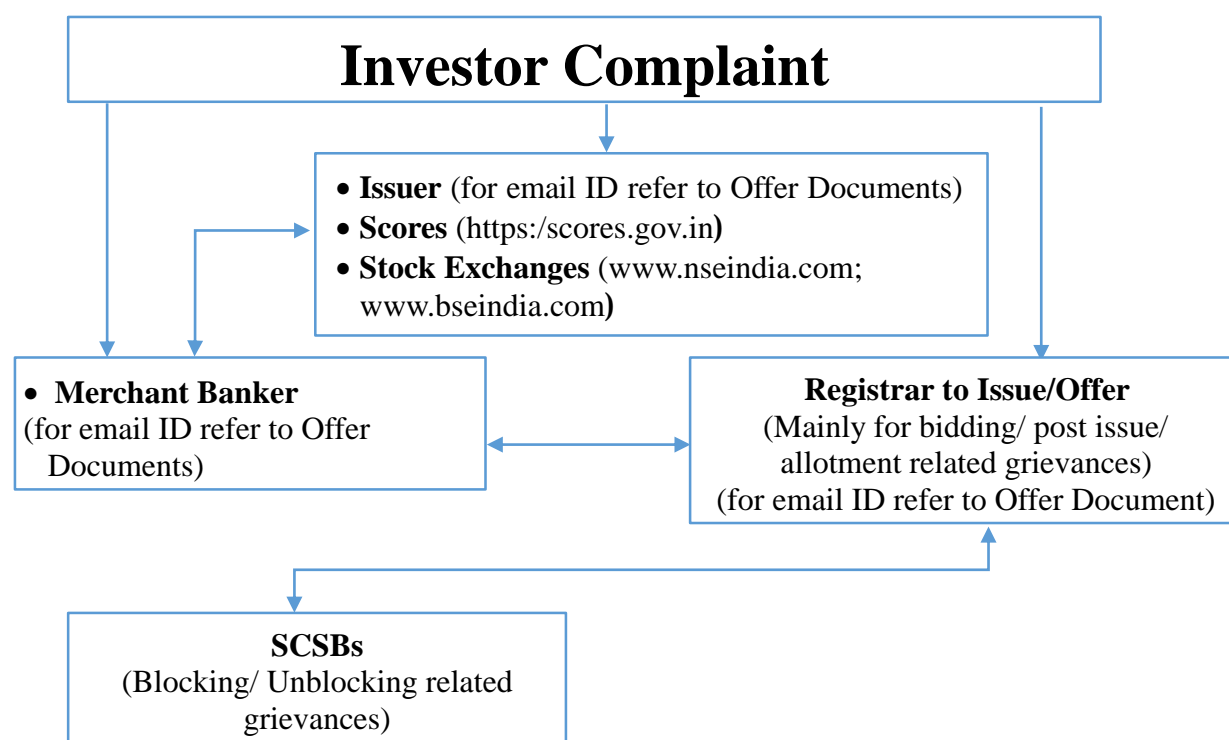 Investor Complaint
• Issuer (for email ID refer to Offer Documents)
• Scores (https:/scores.gov.in)
• Stock Exchanges (www.nseindia.com;
www.bseindia.com)
• Merchant Banker
(for email ID refer to Offer
Documents)
Registrar to Issue/Offer
(Mainly for bidding/ post issue/
allotment related grievances)
(for email ID refer to Offer Document)
SCSBs
(Blocking/ Unblocking related
grievances)